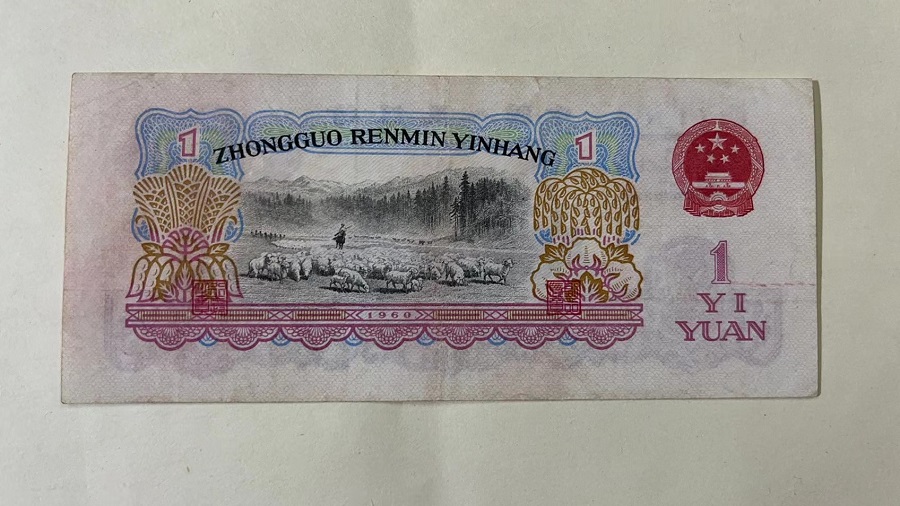 1
ZHONGGUO RENMIN YINHANG
1
1960
1
YI
YUAN